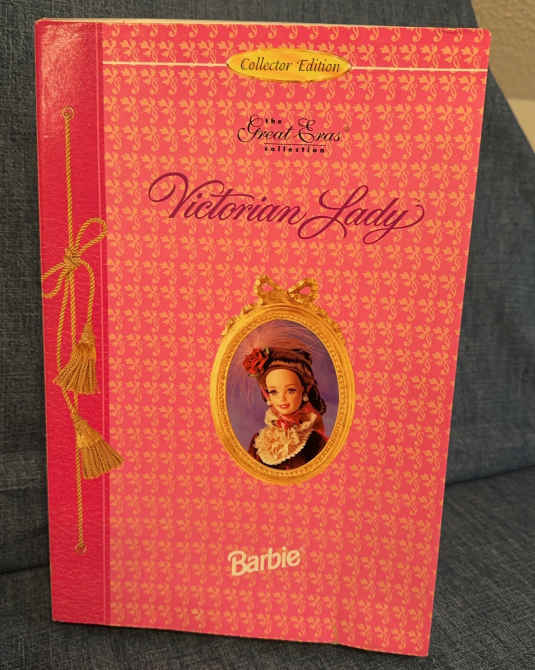 Collector Edition
the
Great Eras
collection
Victorian Lady
Barbie